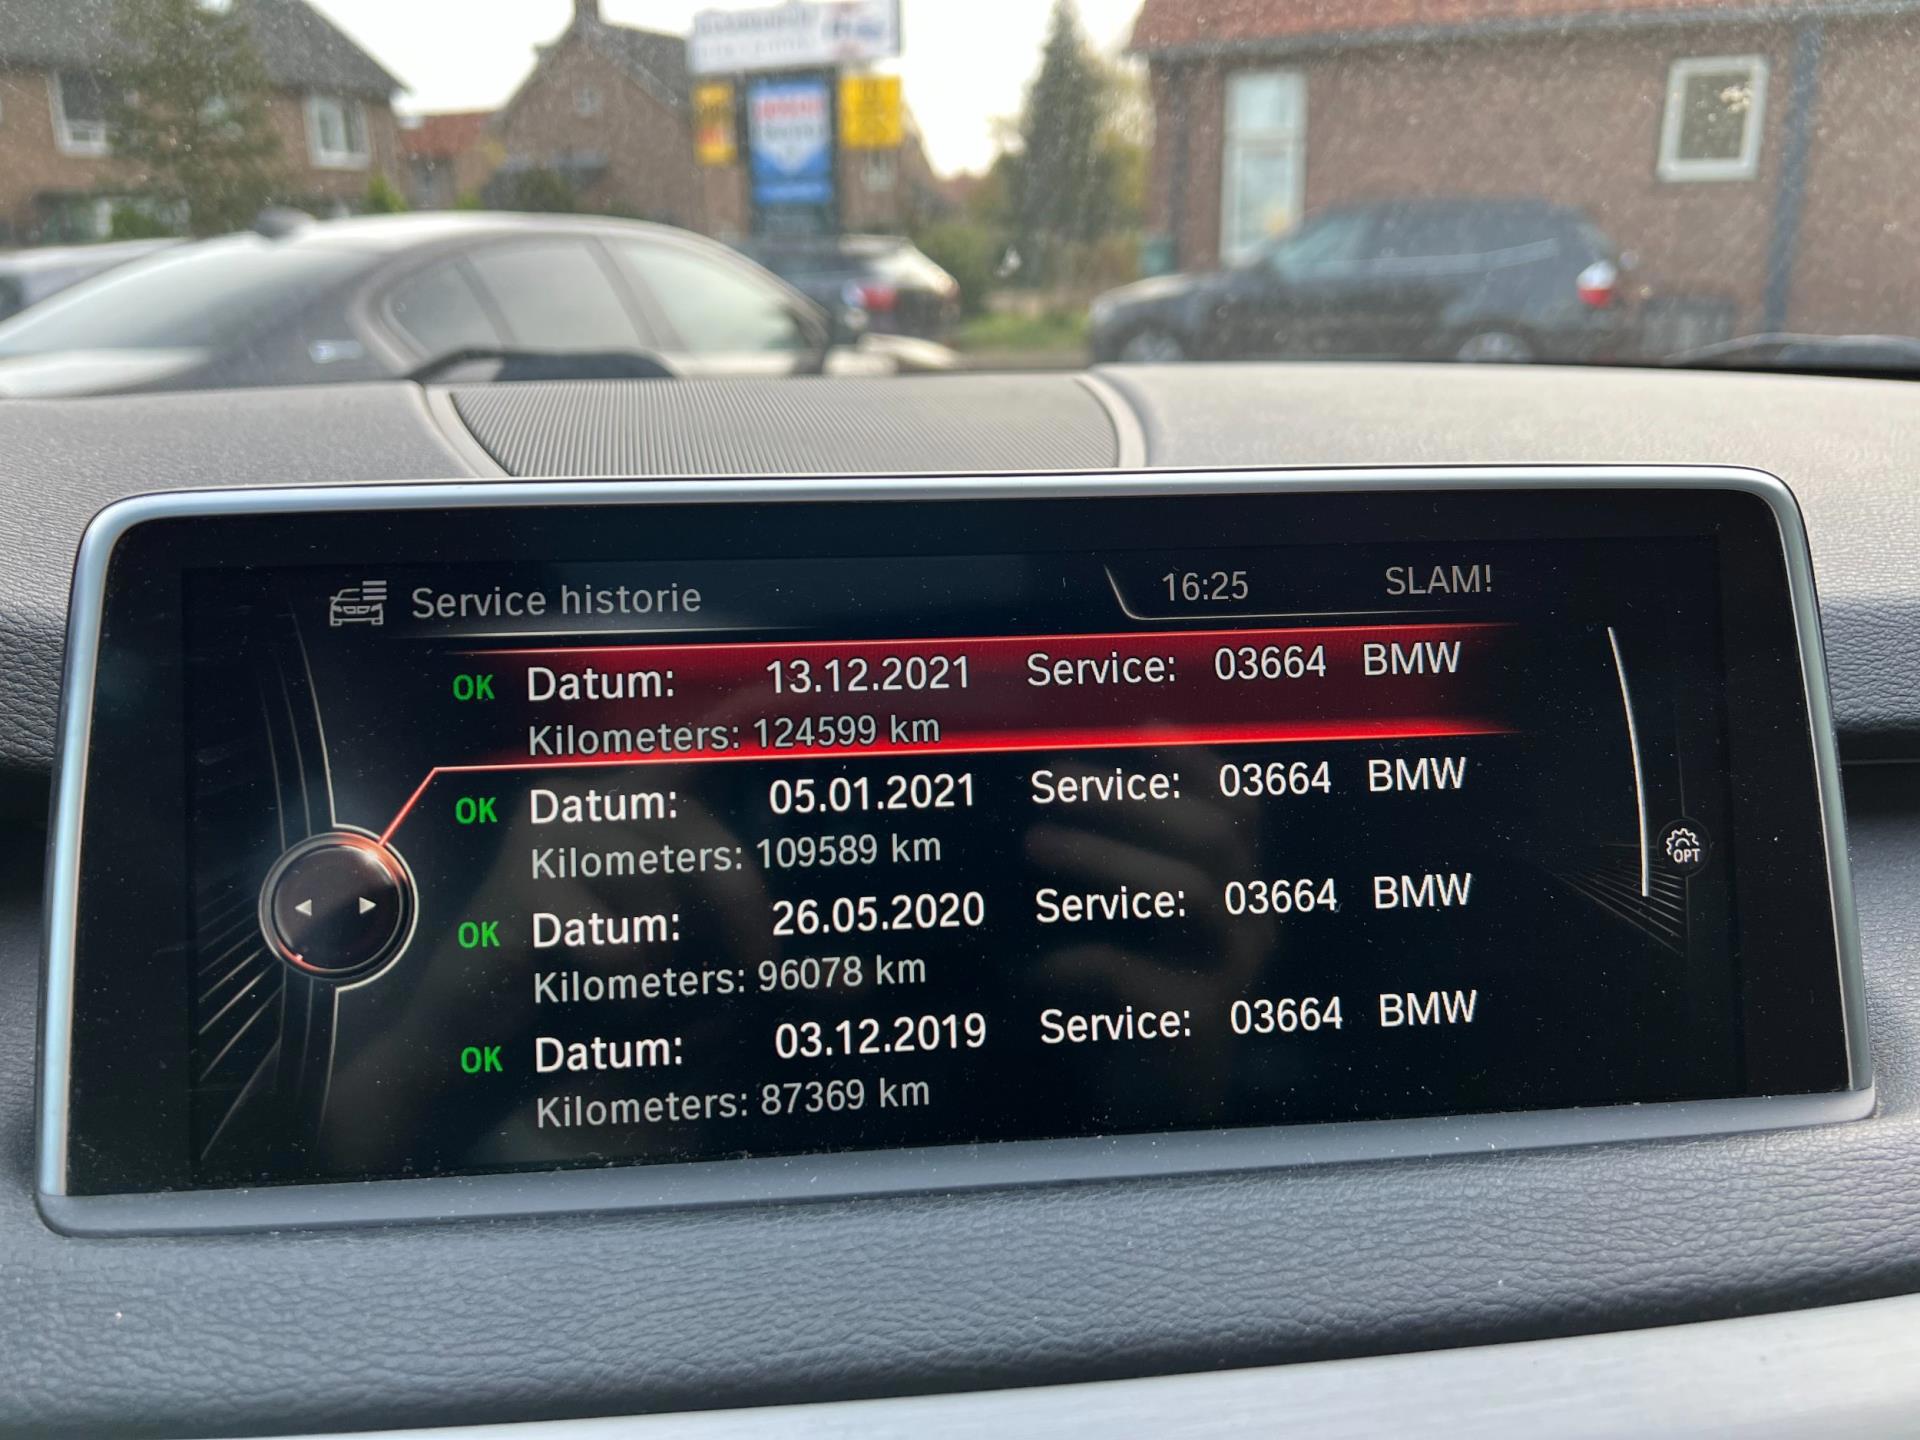 Service historie 16:25 SLAM!
OK Datum: 13.12.2021 Service: 03664 BMW
Kilometers: 124599 km
OK Datum: 05.01.2021 Service: 03664 BMW
Kilometers: 109589 km
OK Datum: 26.05.2020 Service: 03664 BMW
Kilometers: 96078 km
OK Datum: 03.12.2019 Service: 03664 BMW
Kilometers: 87369 km
OPT